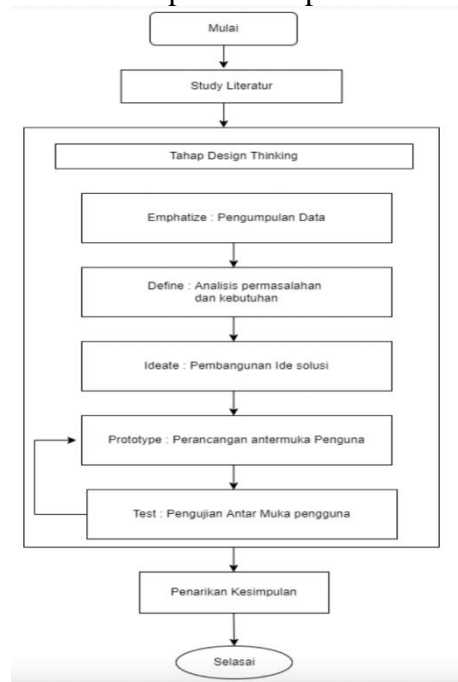 Mulai
Study Literatur
Tahap Design Thinking
Emphatize : Pengumpulan Data
Define : Analisis permasalahan
dan kebutuhan
Ideate : Pembangunan Ide solusi
Prototype : Perancangan antermuka Penguna
Test : Pengujian Antar Muka pengguna
Penarikan Kesimpulan
Selasai